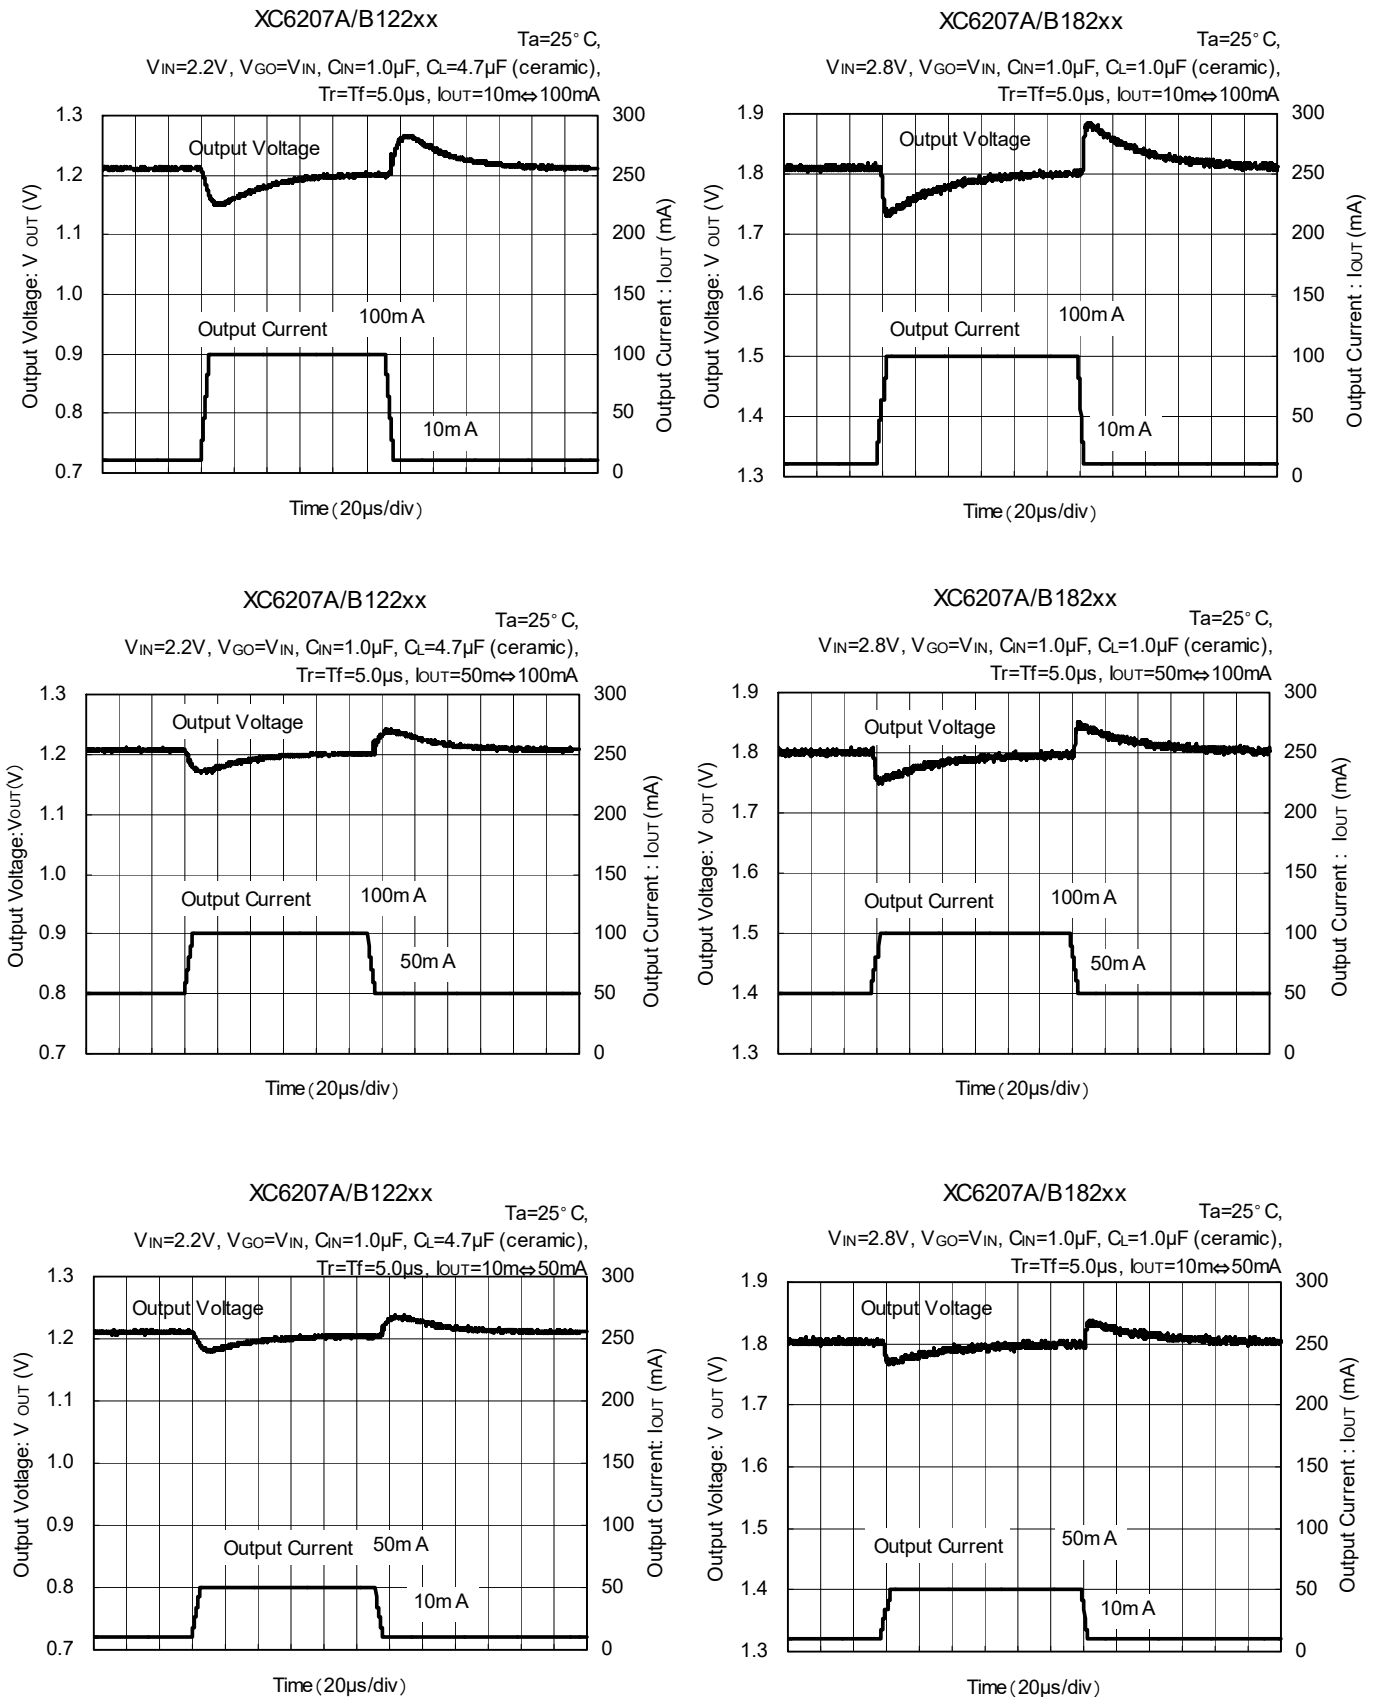 XC6207A/B122xx
Ta=25°C,
VIN=2.2V, VGO=VIN, CIN=1.0µF, CL=4.7µF (ceramic),
Tr=Tf=5.0µs, IOUT=10m⇔100mA
1.3
1.2
1.1
1.0
0.9
0.8
0.7
Output Voltage: V OUT (V)
300
250
200
150
100
50
0
Output Current : IOUT (mA)
Output Voltage
100mA
Output Current
10mA
Time (20µs/div)
XC6207A/B182xx
Ta=25°C,
VIN=2.8V, VGO=VIN, CIN=1.0µF, CL=1.0µF (ceramic),
Tr=Tf=5.0µs, IOUT=10m⇔100mA
1.9
1.8
1.7
1.6
1.5
1.4
1.3
Output Voltage: V OUT (V)
300
250
200
150
100
50
0
Output Current : IOUT (mA)
Output Voltage
100mA
Output Current
10mA
Time (20µs/div)
XC6207A/B122xx
Ta=25°C,
VIN=2.2V, VGO=VIN, CIN=1.0µF, CL=4.7µF (ceramic),
Tr=Tf=5.0µs, IOUT=50m⇔100mA
1.3
1.2
1.1
1.0
0.9
0.8
0.7
Output Voltage:VOUT(V)
300
250
200
150
100
50
0
Output Current : IOUT (mA)
Output Voltage
100mA
Output Current
50mA
Time (20µs/div)
XC6207A/B182xx
Ta=25°C,
VIN=2.8V, VGO=VIN, CIN=1.0µF, CL=1.0µF (ceramic),
Tr=Tf=5.0µs, IOUT=50m⇔100mA
1.9
1.8
1.7
1.6
1.5
1.4
1.3
Output Voltage: V OUT (V)
300
250
200
150
100
50
0
Output Current : IOUT (mA)
Output Voltage
100mA
Output Current
50mA
Time (20µs/div)
XC6207A/B122xx
Ta=25°C,
VIN=2.2V, VGO=VIN, CIN=1.0µF, CL=4.7µF (ceramic),
Tr=Tf=5.0µs, IOUT=10m⇔50mA
1.3
1.2
1.1
1.0
0.9
0.8
0.7
Output Votlage: V OUT (V)
300
250
200
150
100
50
0
Output Current: IOUT (mA)
Output Voltage
50mA
Output Current
10mA
Time (20µs/div)
XC6207A/B182xx
Ta=25°C,
VIN=2.8V, VGO=VIN, CIN=1.0µF, CL=1.0µF (ceramic),
Tr=Tf=5.0µs, IOUT=10m⇔50mA
1.9
1.8
1.7
1.6
1.5
1.4
1.3
Output Voltage: V OUT (V)
300
250
200
150
100
50
0
Output Current : IOUT (mA)
Output Voltage
50mA
Output Current
10mA
Time (20µs/div)